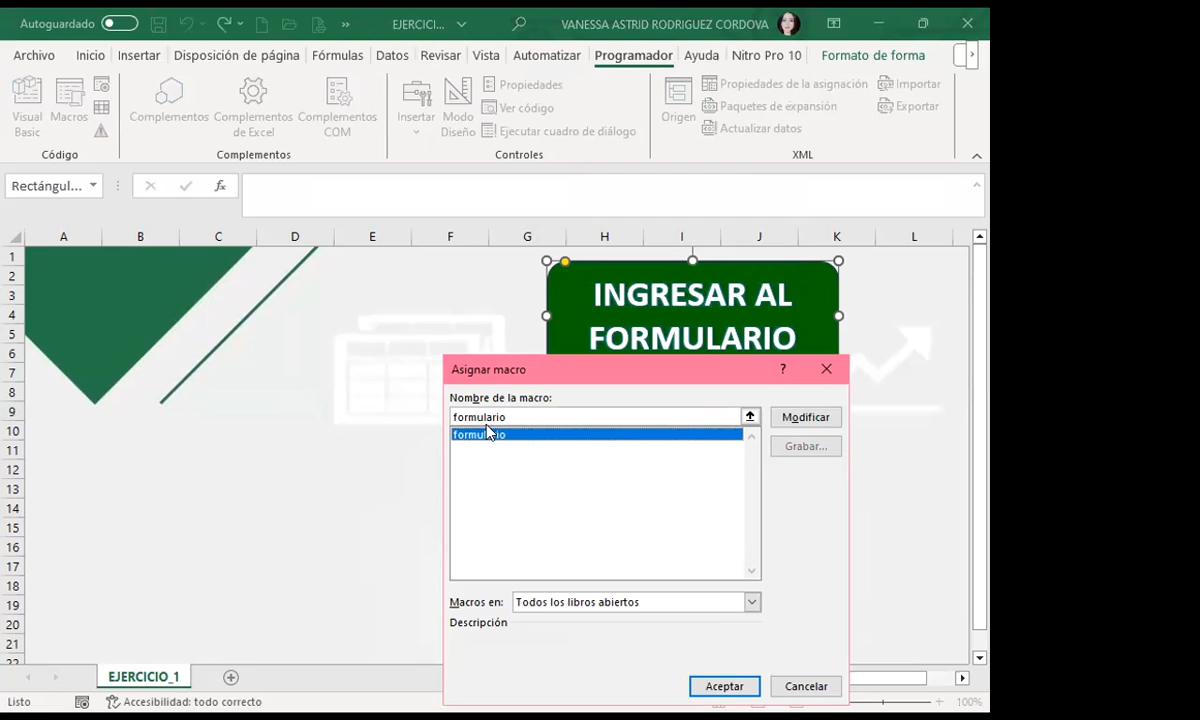 Autoguardado
EJERCICI...
VANESSA ASTRID RODRIGUEZ CORDOVA
Archivo Inicio Insertar Disposición de página Fórmulas Datos Revisar Vista Automatizar Programador Ayuda Nitro Pro 10 Formato de forma
Visual Basic
Macros
Código
Complementos
Complementos de Excel
Complementos COM
Complementos
Insertar
Modo Diseño
Propiedades
Ver código
Ejecutar cuadro de diálogo
Controles
Origen
Propiedades de la asignación
Paquetes de expansión
Actualizar datos
Importar
Exportar
XML
Rectángul...
fx
A B C D E F G H I J K L
1
2
3
4
5
6
7
8
9
10
11
12
13
14
15
16
17
18
19
20
21
22
INGRESAR AL
FORMULARIO
Asignar macro
?
Nombre de la macro:
formulario
Modificar
formulario
Grabar...
Macros en:
Todos los libros abiertos
Descripción
Aceptar
Cancelar
EJERCICIO_1
Listo
Accesibilidad: todo correcto
100%